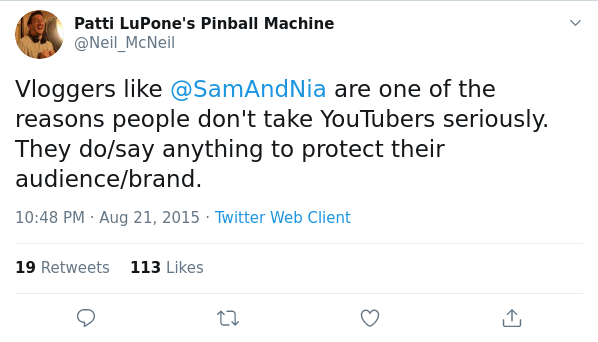 Patti LuPone's Pinball Machine
@Neil_McNeil
Vloggers like @SamAndNia are one of the
reasons people don't take YouTubers seriously.
They do/say anything to protect their
audience/brand.
10:48 PM · Aug 21, 2015 · Twitter Web Client
19 Retweets 113 Likes